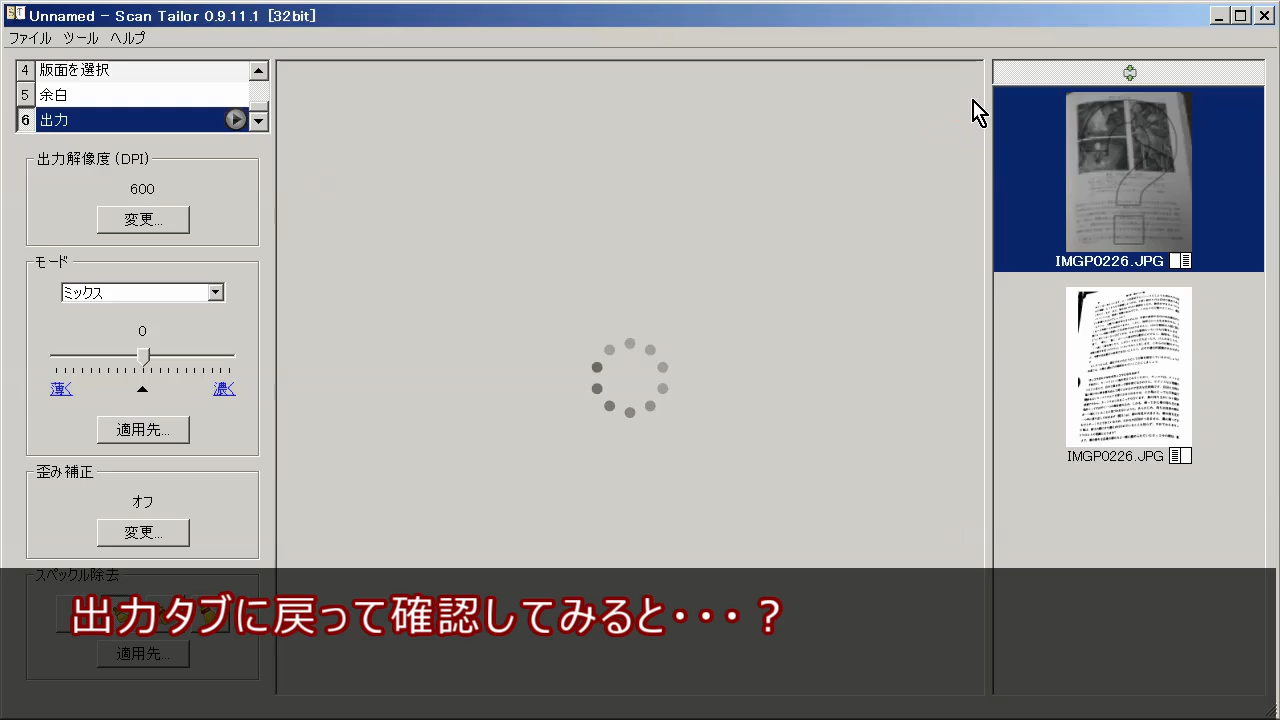 Unnamed - Scan Tailor 0.9.11.1 [32bit]
ファイル ツール ヘルプ
4 版面を選択
5 余白
6 出力
出力解像度 (DPI)
600
変更...
モード
ミックス
0
薄く 濃く
適用先...
歪み補正
オフ
変更...
スペックル除去
適用先...
IMGP0226.JPG
IMGP0226.JPG
出力タブに戻って確認してみると・・・？